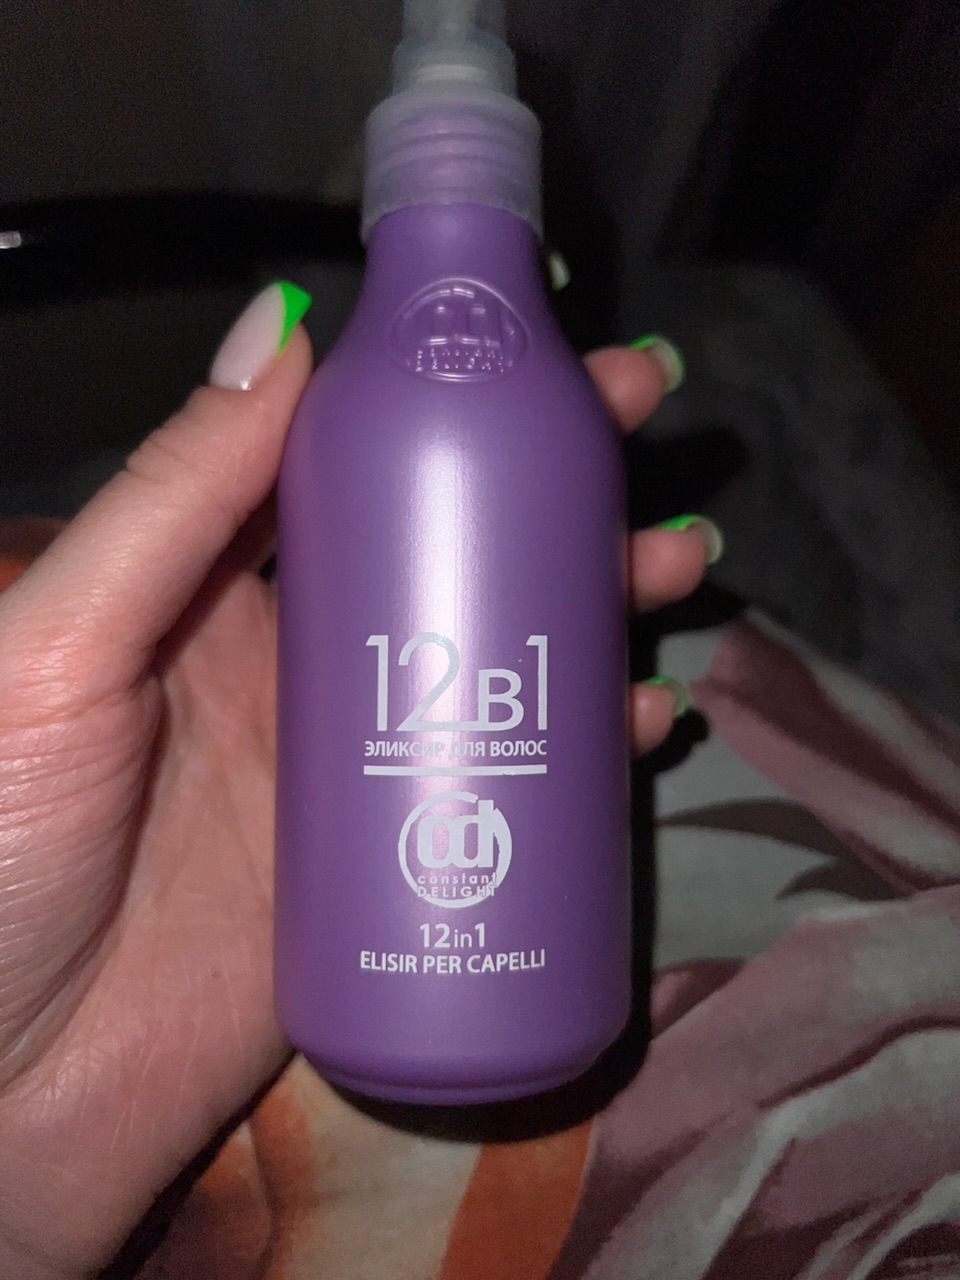 12в1
ЭЛИКСИР ДЛЯ ВОЛОС
cd
constant
DELIGHT
12in1
ELISIR PER CAPELLI